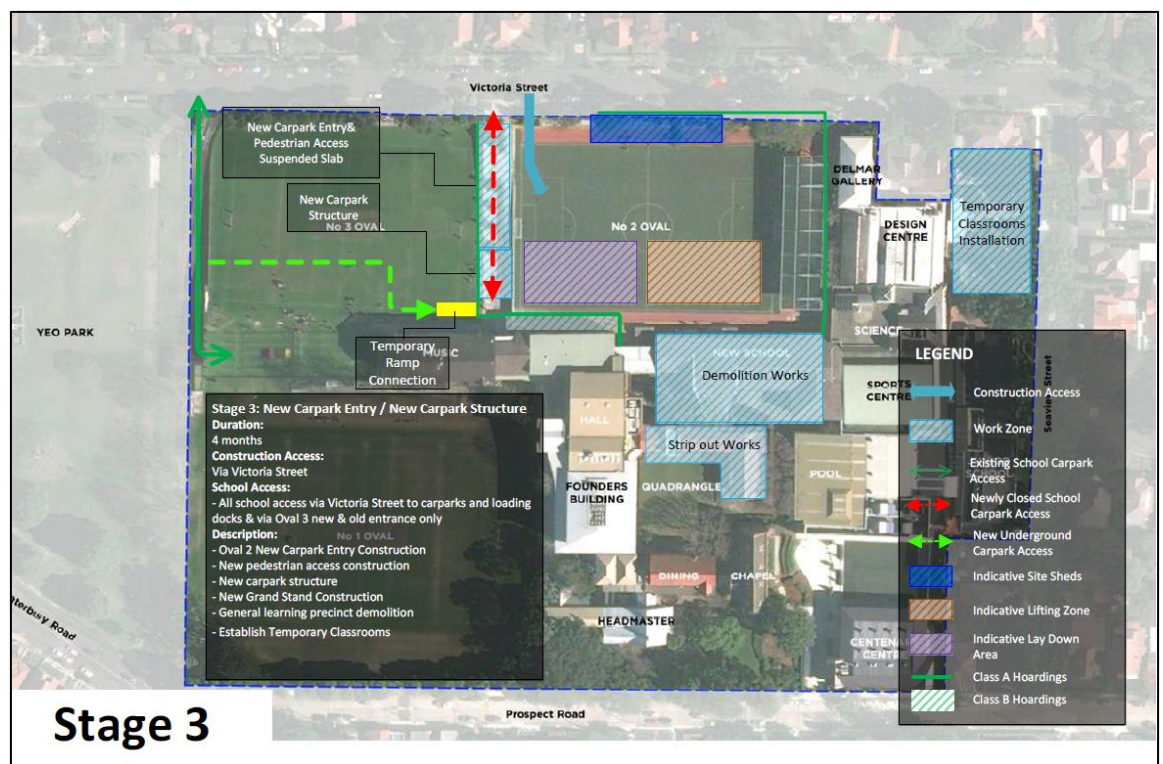 Victoria Street
New Carpark Entry&
Pedestrian Access
Suspended Slab
New Carpark
Structure
No 3 OVAL
No 2 OVAL
DELMAR
GALLERY
DESIGN
CENTRE
Temporary
Classrooms
Installation
YEO PARK
Temporary
Ramp
Connection
MUSIC
NEW SCHOOL
Demolition Works
SCIENCE
SPORTS
CENTRE
HALL
Strip out Works
FOUNDERS
BUILDING
QUADRANGLE
POOL
DINING
CHAPEL
HEADMASTER
CENTRE
SCHOOL
Seaview Street
Stage 3: New Carpark Entry / New Carpark Structure
Duration:
4 months
Construction Access:
Via Victoria Street
School Access:
- All school access via Victoria Street to carparks and loading
docks & via Oval 3 new & old entrance only
Description:
No 1 OVAL
- Oval 2 New Carpark Entry Construction
- New pedestrian access construction
- New carpark structure
- New Grand Stand Construction
- General learning precinct demolition
- Establish Temporary Classrooms
LEGEND
Construction Access
Work Zone
Existing School Carpark
Access
Newly Closed School
Carpark Access
New Underground
Carpark Access
Indicative Site Sheds
Indicative Lifting Zone
Indicative Lay Down
Area
Class A Hoardings
Class B Hoardings
Road
Prospect Road
Stage 3